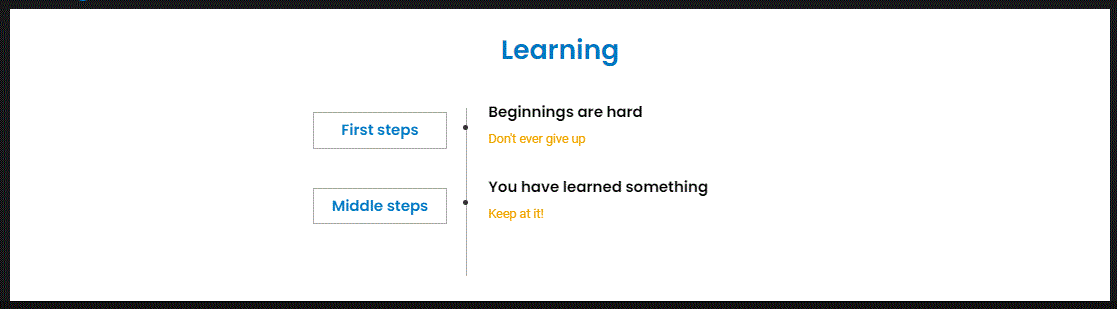 Learning
First steps
Beginnings are hard
Don't ever give up
Middle steps
You have learned something
Keep at it!